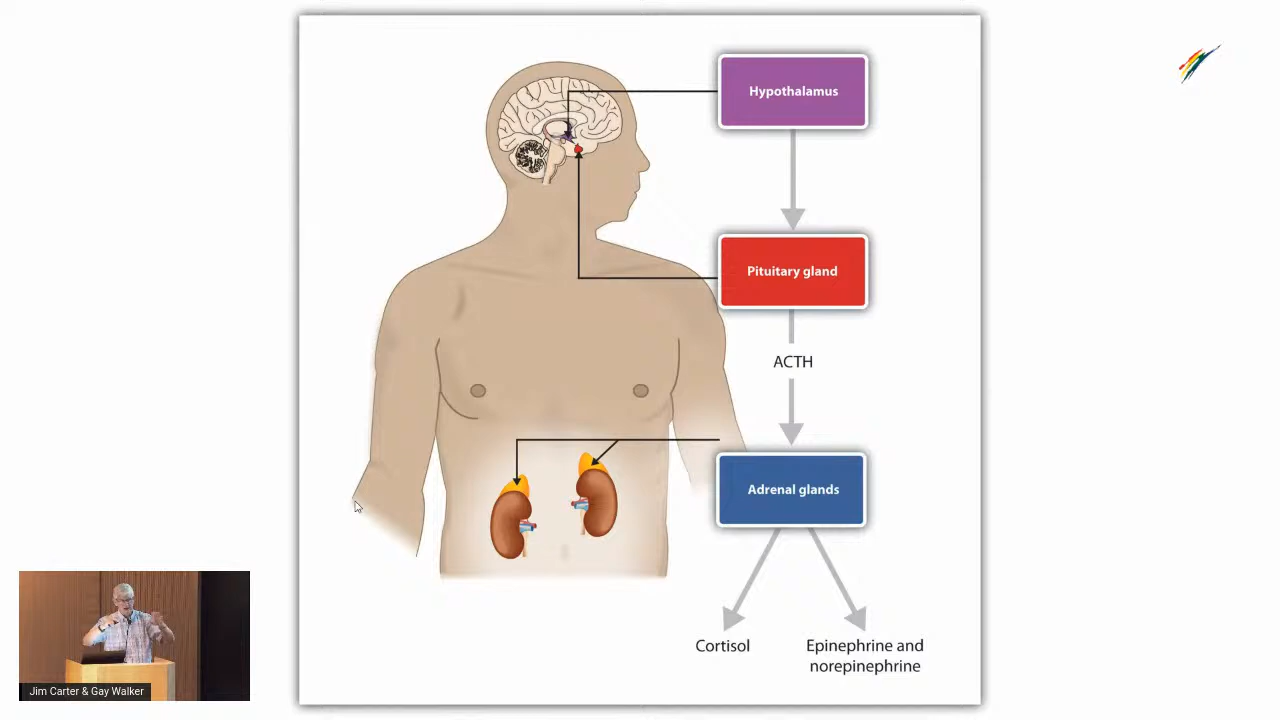 Hypothalamus
Pituitary gland
ACTH
Adrenal glands
Cortisol
Epinephrine and
norepinephrine
Jim Carter & Gay Walker